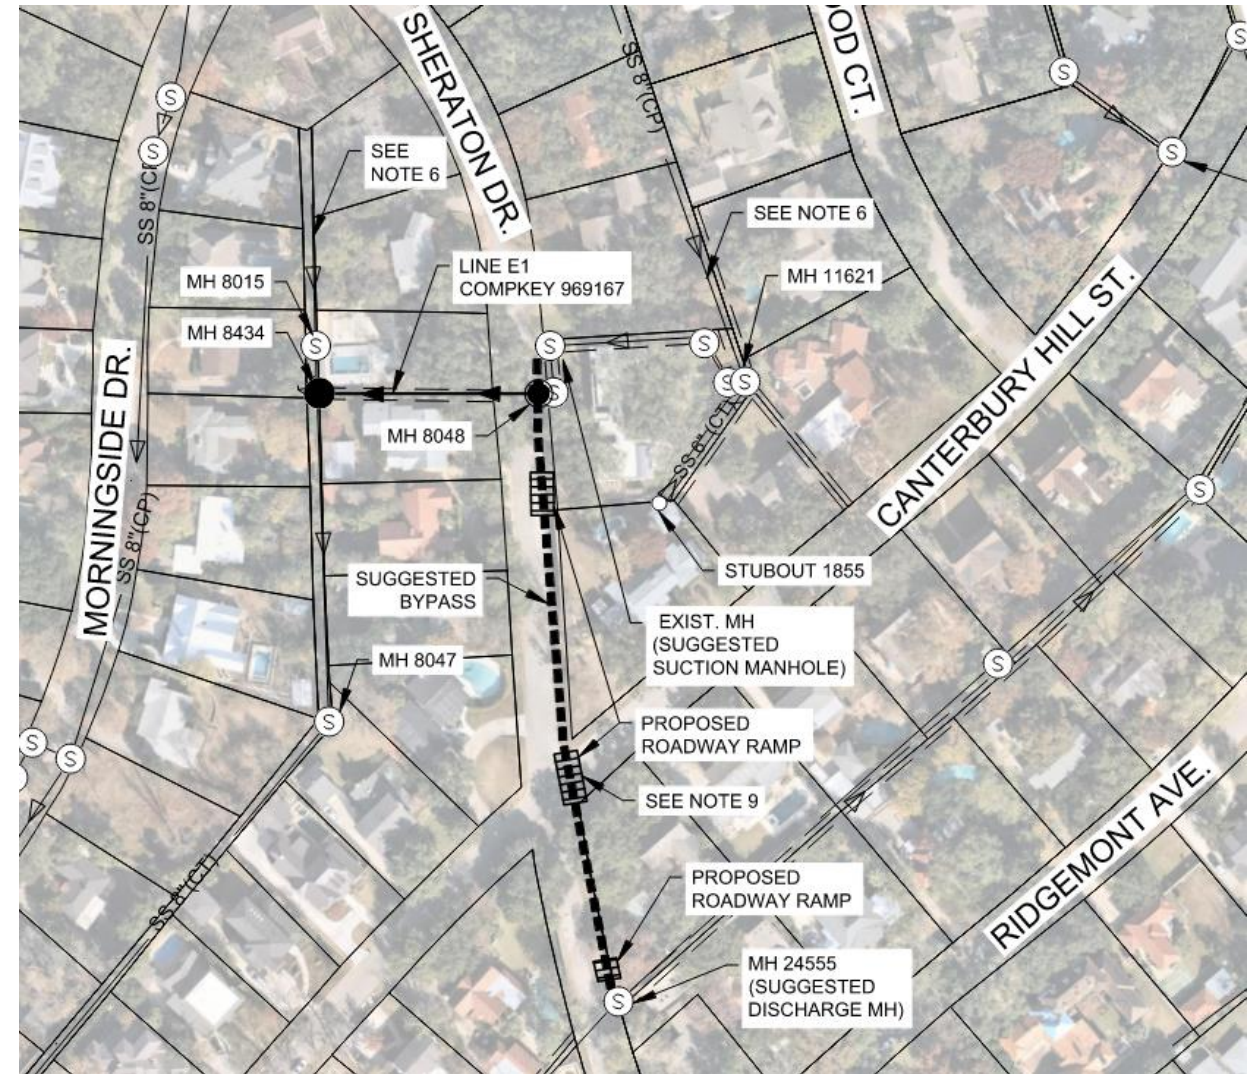 SHERATON DR.
OOD CT.
SS 8"(CP)
S
S
S
S
S
SEE
NOTE 6
SS 8"(CP)
SEE NOTE 6
LINE E1
COMPKEY 969167
MH 8015
MH 11621
MH 8434
S
S
S
S
S
S
MH 8048
SS 6" (CT)
CANTERBURY HILL ST.
MORNINGSIDE DR.
SS 8"(CP)
S
STUBOUT 1855
SUGGESTED
BYPASS
EXIST. MH
(SUGGESTED
SUCTION MANHOLE)
S
MH 8047
S
S
S
PROPOSED
ROADWAY RAMP
SEE NOTE 9
RIDGEMONT AVE.
SS 8" (CT)
PROPOSED
ROADWAY RAMP
MH 24555
(SUGGESTED
DISCHARGE MH)
S